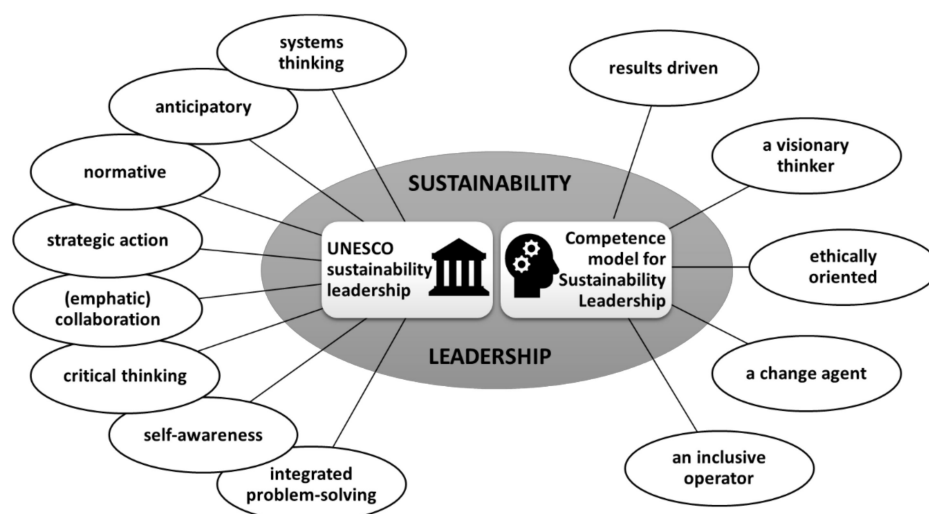 systems
thinking
anticipatory
normative
strategic action
(emphatic)
collaboration
critical thinking
self-awareness
integrated
problem-solving
SUSTAINABILITY
UNESCO
sustainability
leadership
Competence
model for
Sustainability
Leadership
LEADERSHIP
results driven
a visionary
thinker
ethically
oriented
a change agent
an inclusive
operator